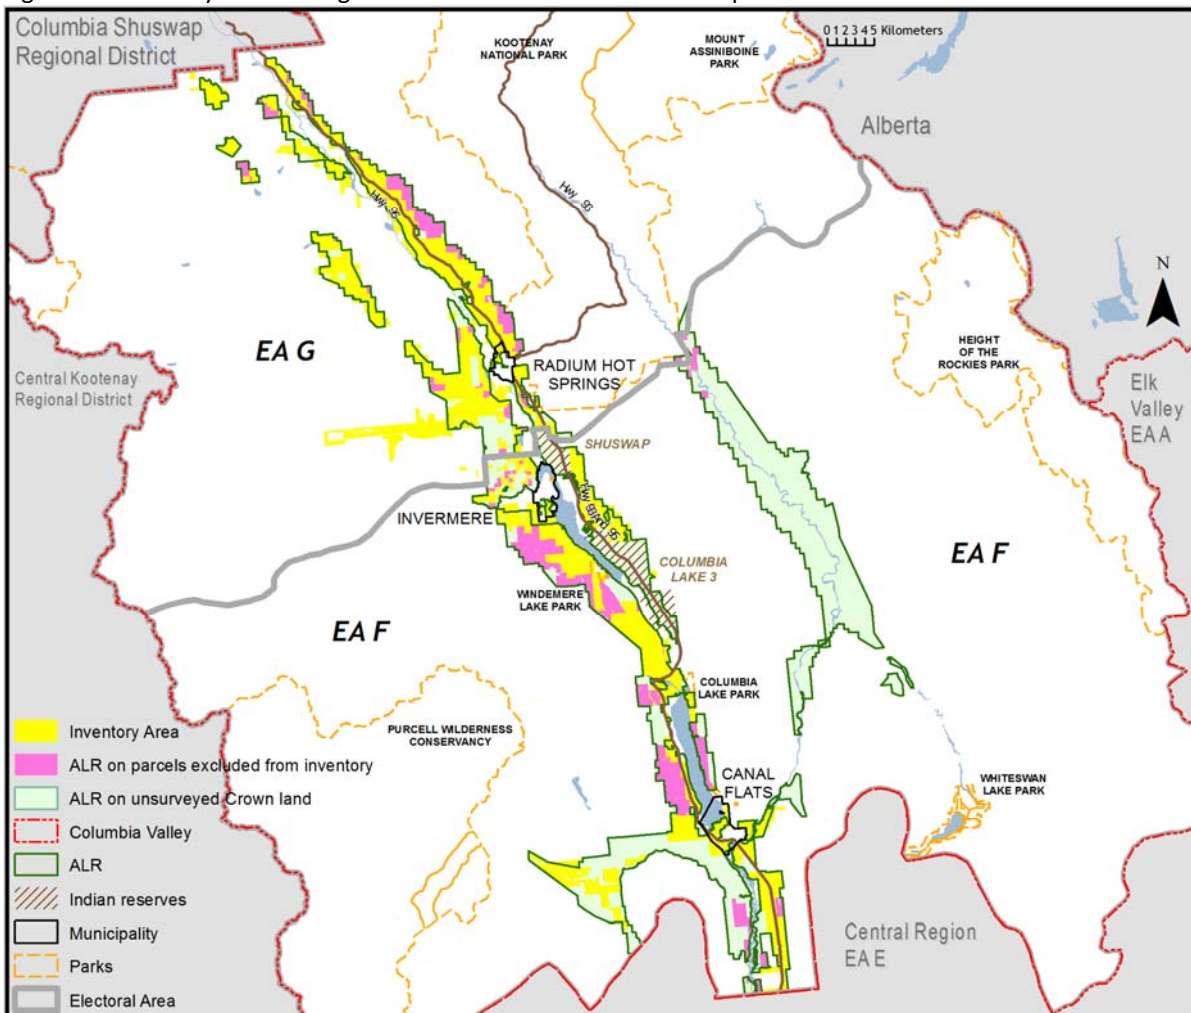 Columbia Shuswap
Regional District
KOOTENAY
NATIONAL PARK
MOUNT
ASSINIBOINE
PARK
0 1 2 3 4 5 Kilometers
Alberta
Hwy 93
Hwy 95
N
EA G
HEIGHT
OF THE
ROCKIES PARK
Central Kootenay
Regional District
RADIUM HOT
SPRINGS
Elk
Valley
EA A
SHUSWAP
INVERMERE
Hwy 93/And 95
COLUMBIA
LAKE 3
EA F
WINDEMERE
LAKE PARK
EA F
COLUMBIA
LAKE PARK
PURCELL WILDERNESS
CONSERVANCY
CANAL
FLATS
WHITESWAN
LAKE PARK
Central Region
EA E
Inventory Area
ALR on parcels excluded from inventory
ALR on unsurveyed Crown land
Columbia Valley
ALR
Indian reserves
Municipality
Parks
Electoral Area